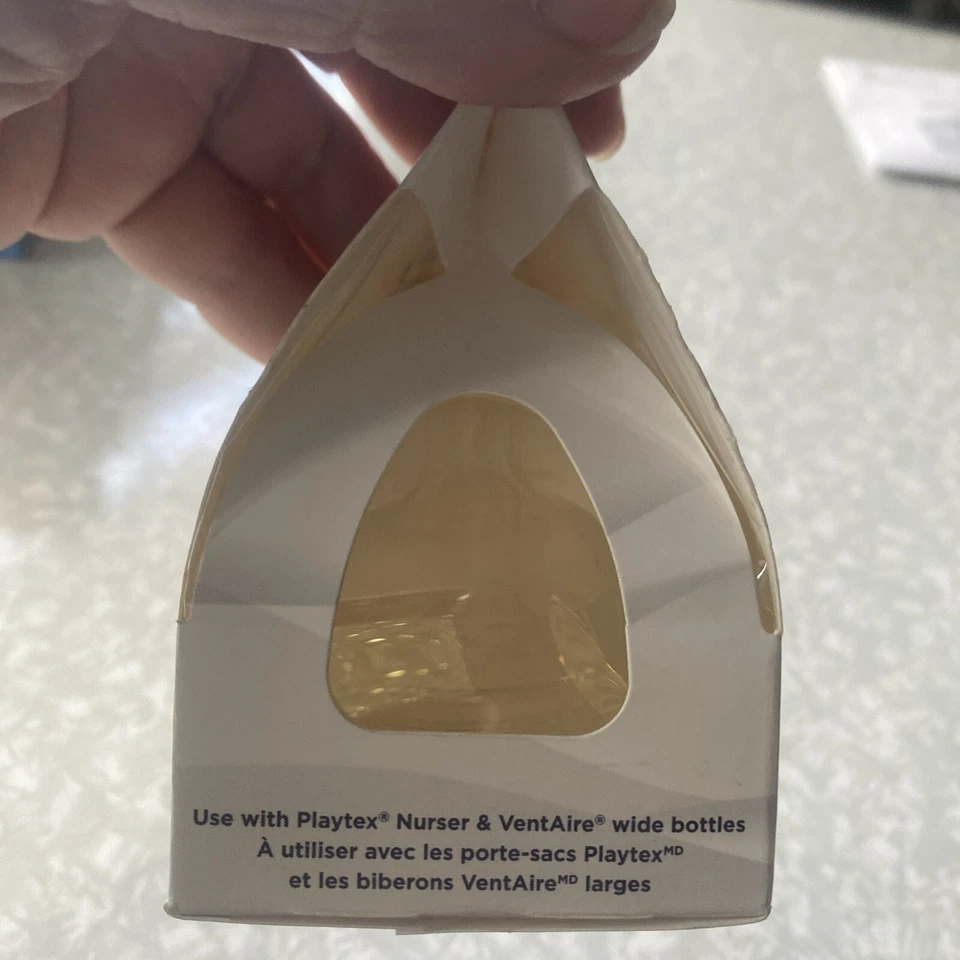 Use with Playtex® Nurser & VentAire® wide bottles
À utiliser avec les porte-sacs Playtexᴹᴰ
et les biberons VentAireᴹᴰ larges